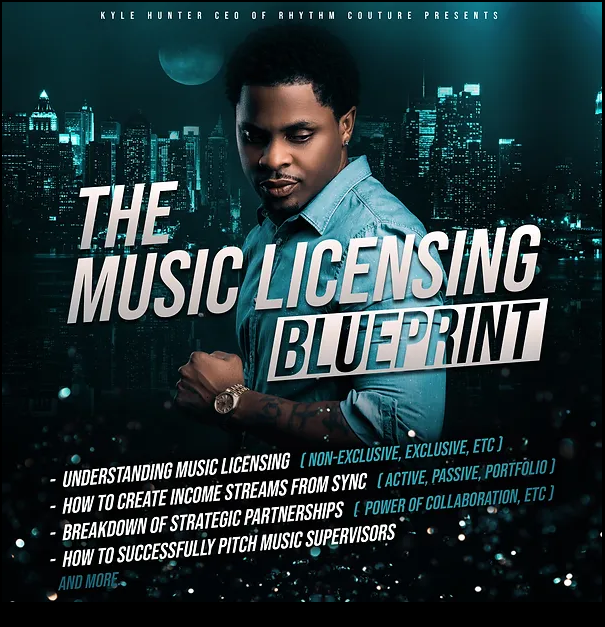 KYLE HUNTER CEO OF RHYTHM COUTURE PRESENTS
THE
MUSIC LICENSING
BLUEPRINT
- UNDERSTANDING MUSIC LICENSING ( NON-EXCLUSIVE, EXCLUSIVE, ETC )
- HOW TO CREATE INCOME STREAMS FROM SYNC ( ACTIVE, PASSIVE, PORTFOLIO )
- BREAKDOWN OF STRATEGIC PARTNERSHIPS ( POWER OF COLLABORATION, ETC )
- HOW TO SUCCESSFULLY PITCH MUSIC SUPERVISORS
AND MORE..